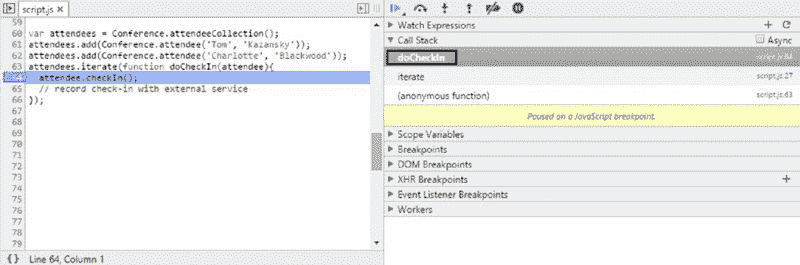 script.js ×
Watch Expressions
Call Stack
Async
doCheckIn
script.js:64
iterate
script.js:27
(anonymous function)
script.js:63
Paused on a JavaScript breakpoint.
Scope Variables
Breakpoints
DOM Breakpoints
XHR Breakpoints
Event Listener Breakpoints
Workers
59
60 var attendees = Conference.attendeeCollection();
61 attendees.add(Conference.attendee('Tom', 'Kazansky'));
62 attendees.add(Conference.attendee('Charlotte', 'Blackwood'));
63 attendees.iterate(function doCheckIn(attendee){
64 attendee.checkIn();
65 // record check-in with external service
66 });
67
68
69
70
71
72
73
74
75
76
77
78
79
{} Line 64, Column 1